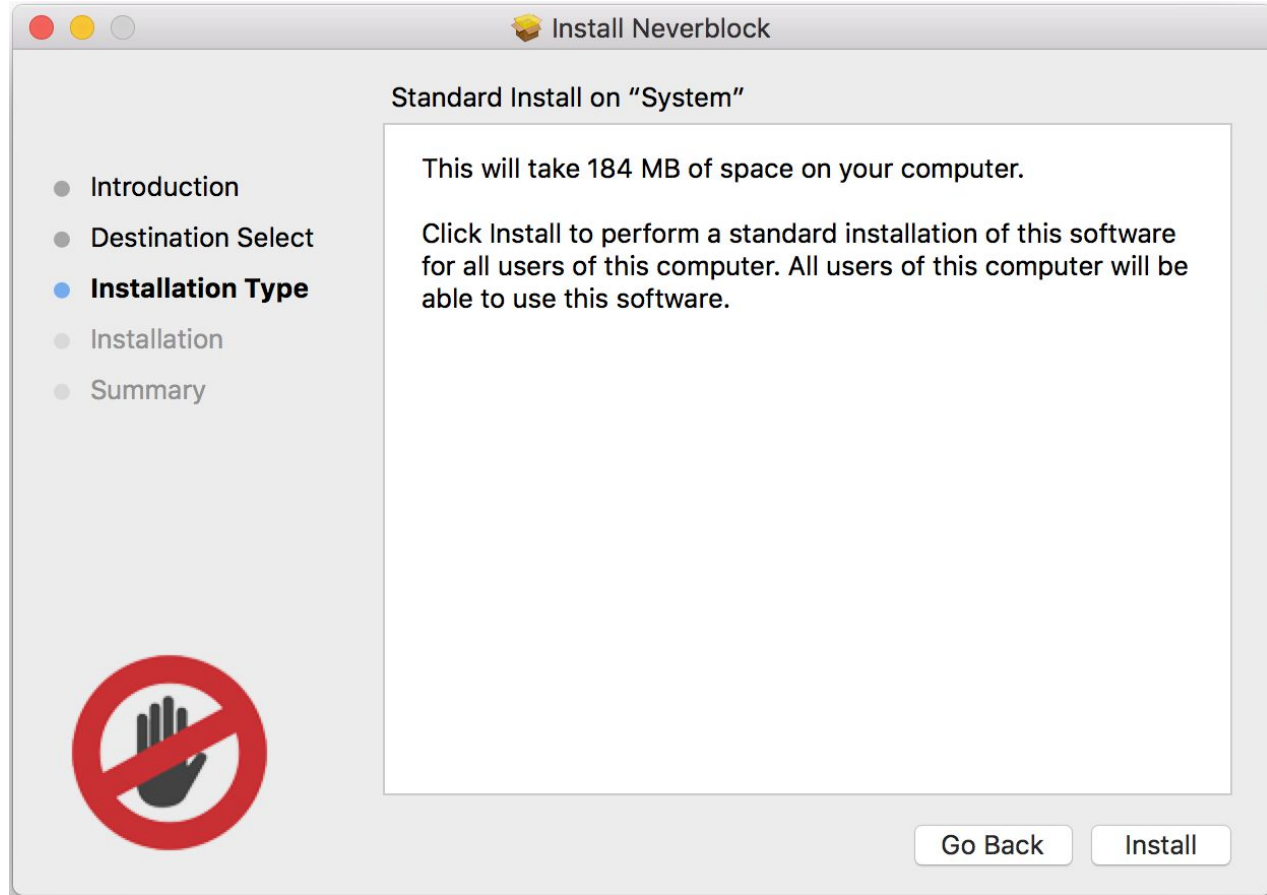 Install Neverblock
Standard Install on “System”
Introduction
Destination Select
Installation Type
Installation
Summary
This will take 184 MB of space on your computer.
Click Install to perform a standard installation of this software
for all users of this computer. All users of this computer will be
able to use this software.
Go Back
Install